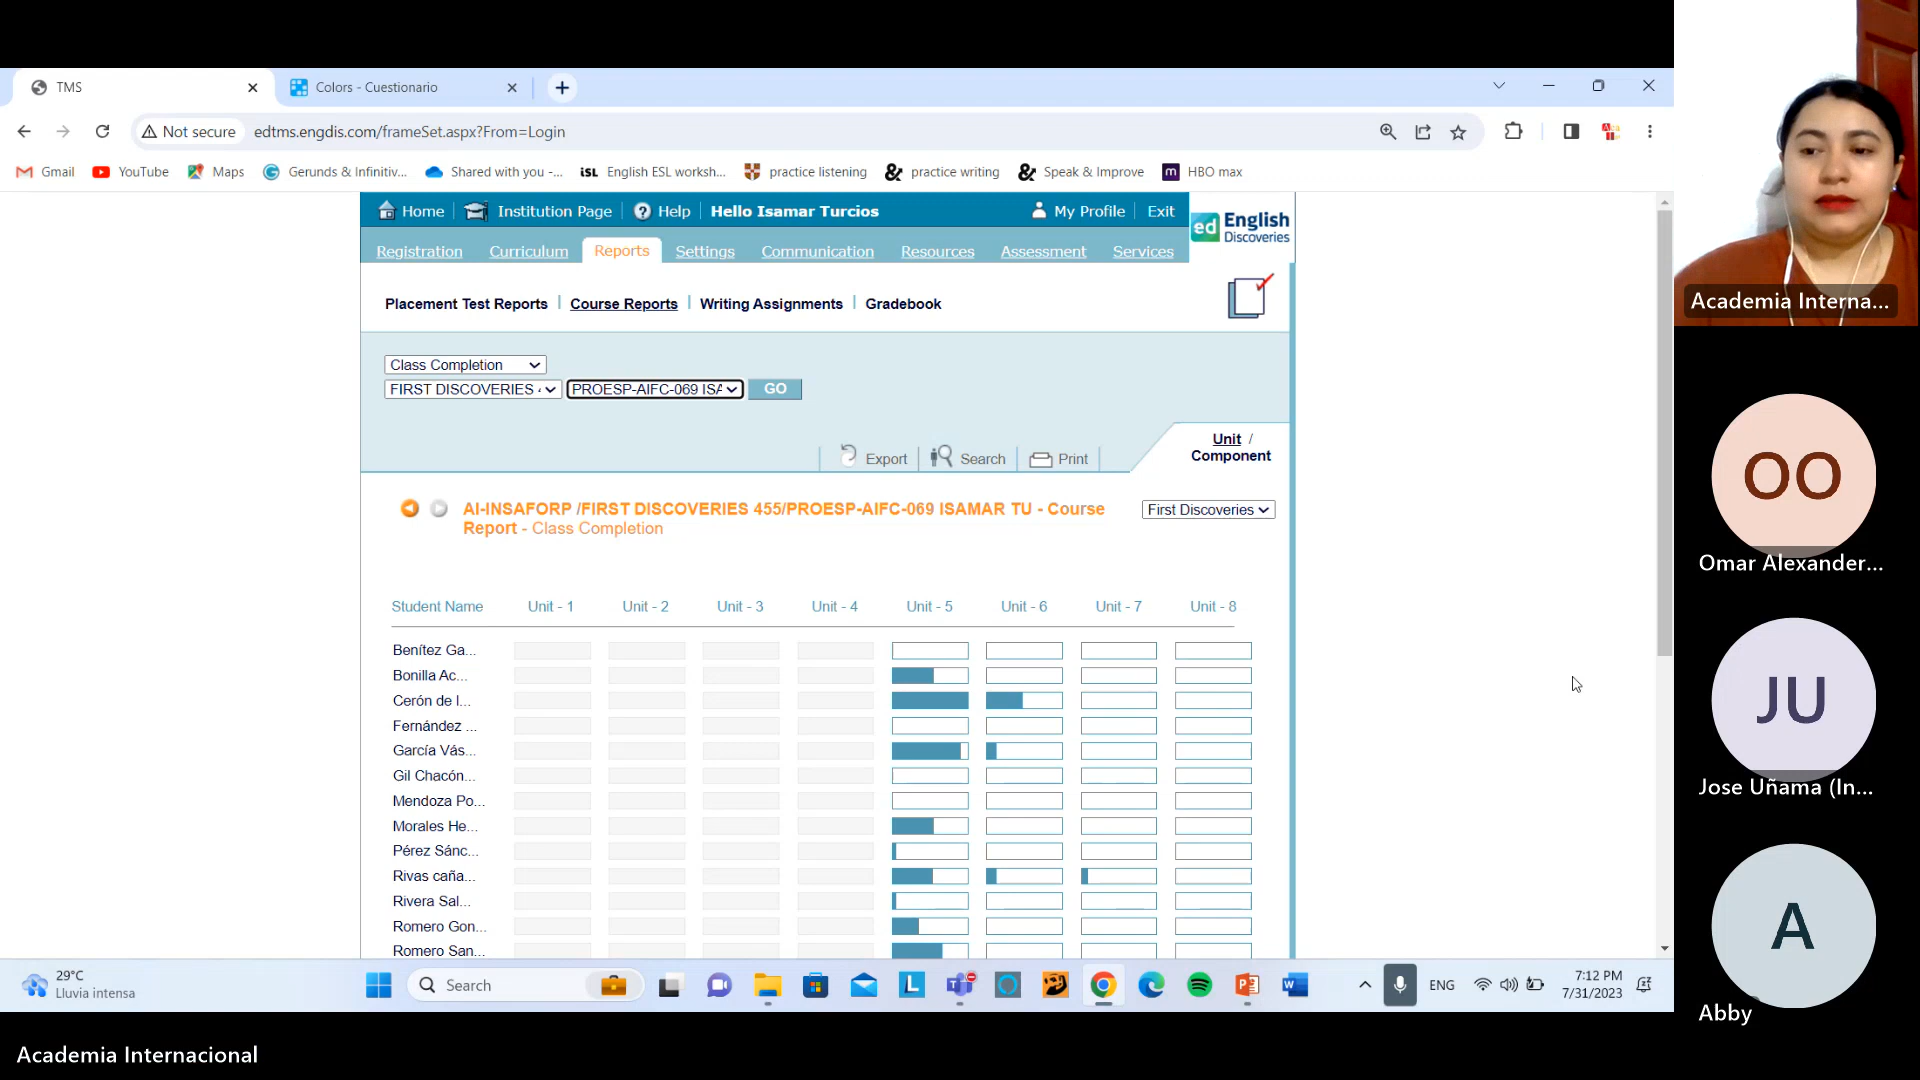 TMS
Colors - Cuestionario
Not secure
edtms.engdis.com/frameSet.aspx?From=Login
Gmail
YouTube
Maps
Gerunds & Infinitiv...
Shared with you -...
iSL English ESL worksh...
practice listening
practice writing
Speak & Improve
HBO max
Home
Institution Page
Help
Hello Isamar Turcios
My Profile
Exit
ed English Discoveries
Registration
Curriculum
Reports
Settings
Communication
Resources
Assessment
Services
Placement Test Reports
Course Reports
Writing Assignments
Gradebook
Class Completion
FIRST DISCOVERIES
PROESP-AIFC-069 ISA
GO
Export
Search
Print
Unit /
Component
AI-INSAFORP /FIRST DISCOVERIES 455/PROESP-AIFC-069 ISAMAR TU - Course
Report - Class Completion
First Discoveries
Student Name Unit - 1 Unit - 2 Unit - 3 Unit - 4 Unit - 5 Unit - 6 Unit - 7 Unit - 8
Benítez Ga...
Bonilla Ac...
Cerón de l...
Fernández ...
García Vás...
Gil Chacón...
Mendoza Po...
Morales He...
Pérez Sánc...
Rivas caña...
Rivera Sal...
Romero Gon...
Romero San...
29°C
Lluvia intensa
Search
ENG
7:12 PM
7/31/2023
Academia Internacional
Academia Interna...
OO
Omar Alexander...
JU
Jose Uñama (In...
A
Abby